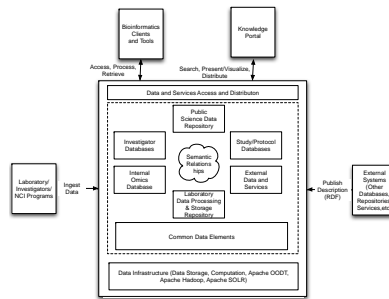 Bioinformatics
Clients
and Tools
Knowledge
Portal
Access, Process,
Retrieve
Search, Present/Visualize,
Distribute
Data and Services Access and Distributon
Public
Science Data
Repository
Investigator
Databases
Study/Protocol
Databases
Semantic
Relations
hips
Internal
Omics
Database
External
Data and
Services
Laboratory
Data Processing
& Storage
Repository
Common Data Elements
Data Infrastructure (Data Storage, Computation, Apache OODT,
Apache Hadoop, Apache SOLR)
Laboratory/
Investigators/
NCI Programs
Ingest
Data
Publish
Description
(RDF)
External
Systems
(Other
Databases,
Repositories
Services,etc